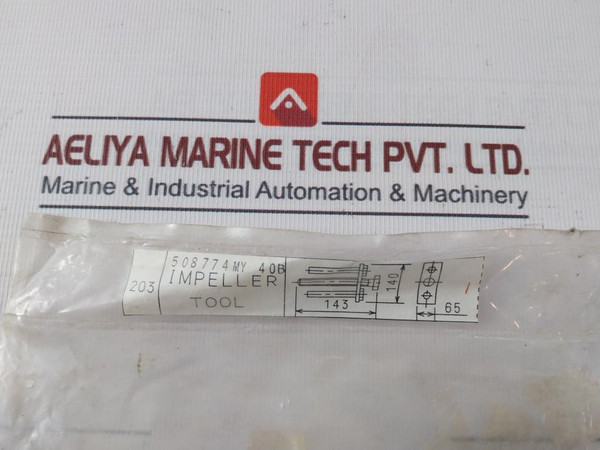 AELIYA MARINE TECH PVT. LTD.
Marine & Industrial Automation & Machinery
203
508774MY 40B
IMPELLER
TOOL
143
140
65